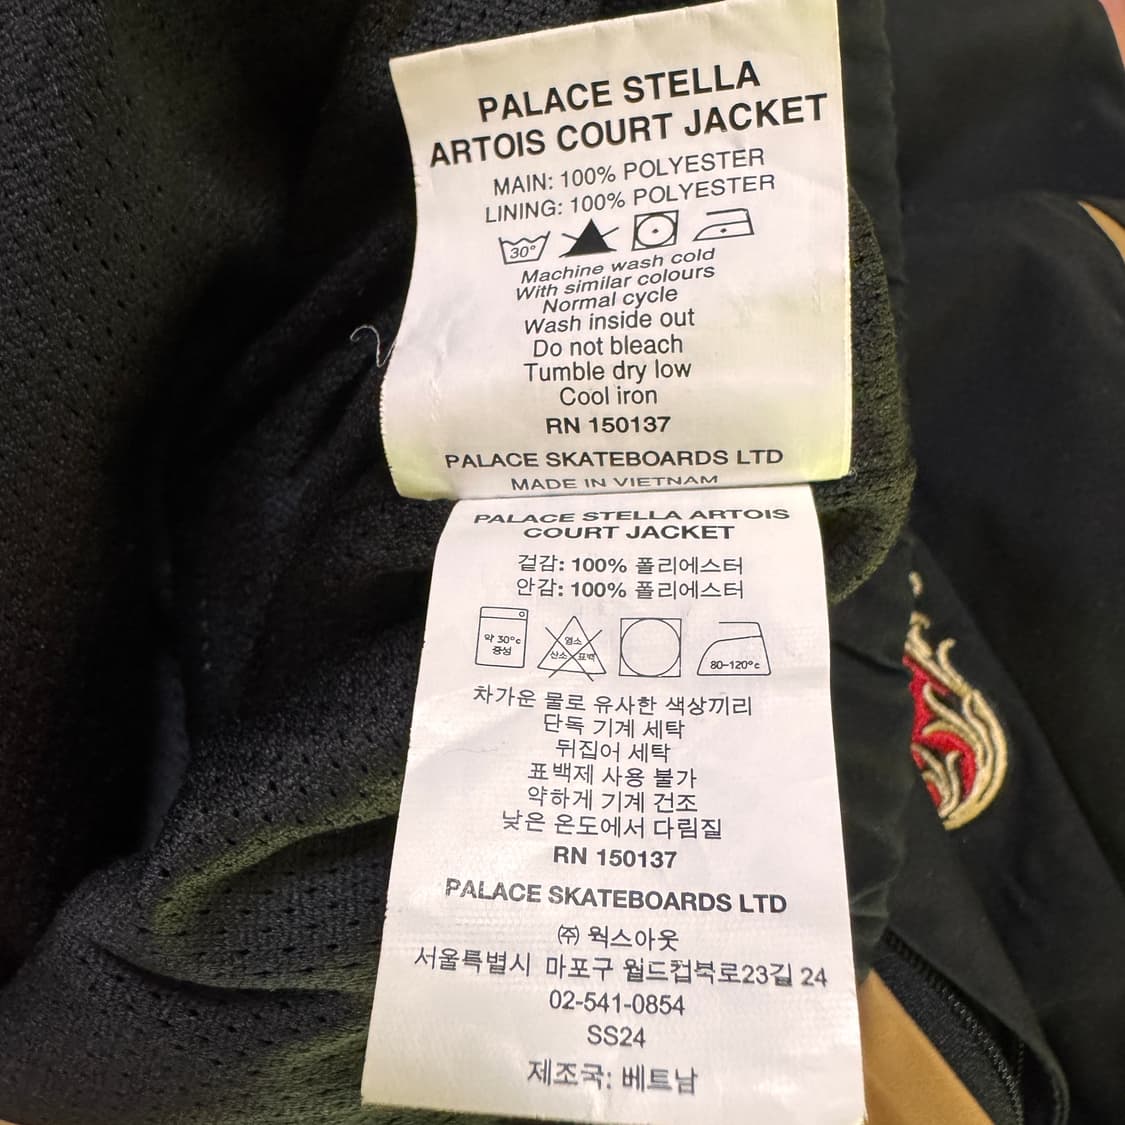 PALACE STELLA
ARTOIS COURT JACKET
MAIN: 100% POLYESTER
LINING: 100% POLYESTER
30°
Machine wash cold
With similar colours
Normal cycle
Wash inside out
Do not bleach
Tumble dry low
Cool iron
RN 150137
PALACE SKATEBOARDS LTD
MADE IN VIETNAM
PALACE STELLA ARTOIS
COURT JACKET
겉감: 100% 폴리에스터
안감: 100% 폴리에스터
약 30°c
중성
염소
산소 표백
80-120°c
차가운 물로 유사한 색상끼리
단독 기계 세탁
뒤집어 세탁
표백제 사용 불가
약하게 기계 건조
낮은 온도에서 다림질
RN 150137
PALACE SKATEBOARDS LTD
㈜ 웍스아웃
서울특별시 마포구 월드컵북로23길 24
02-541-0854
SS24
제조국: 베트남